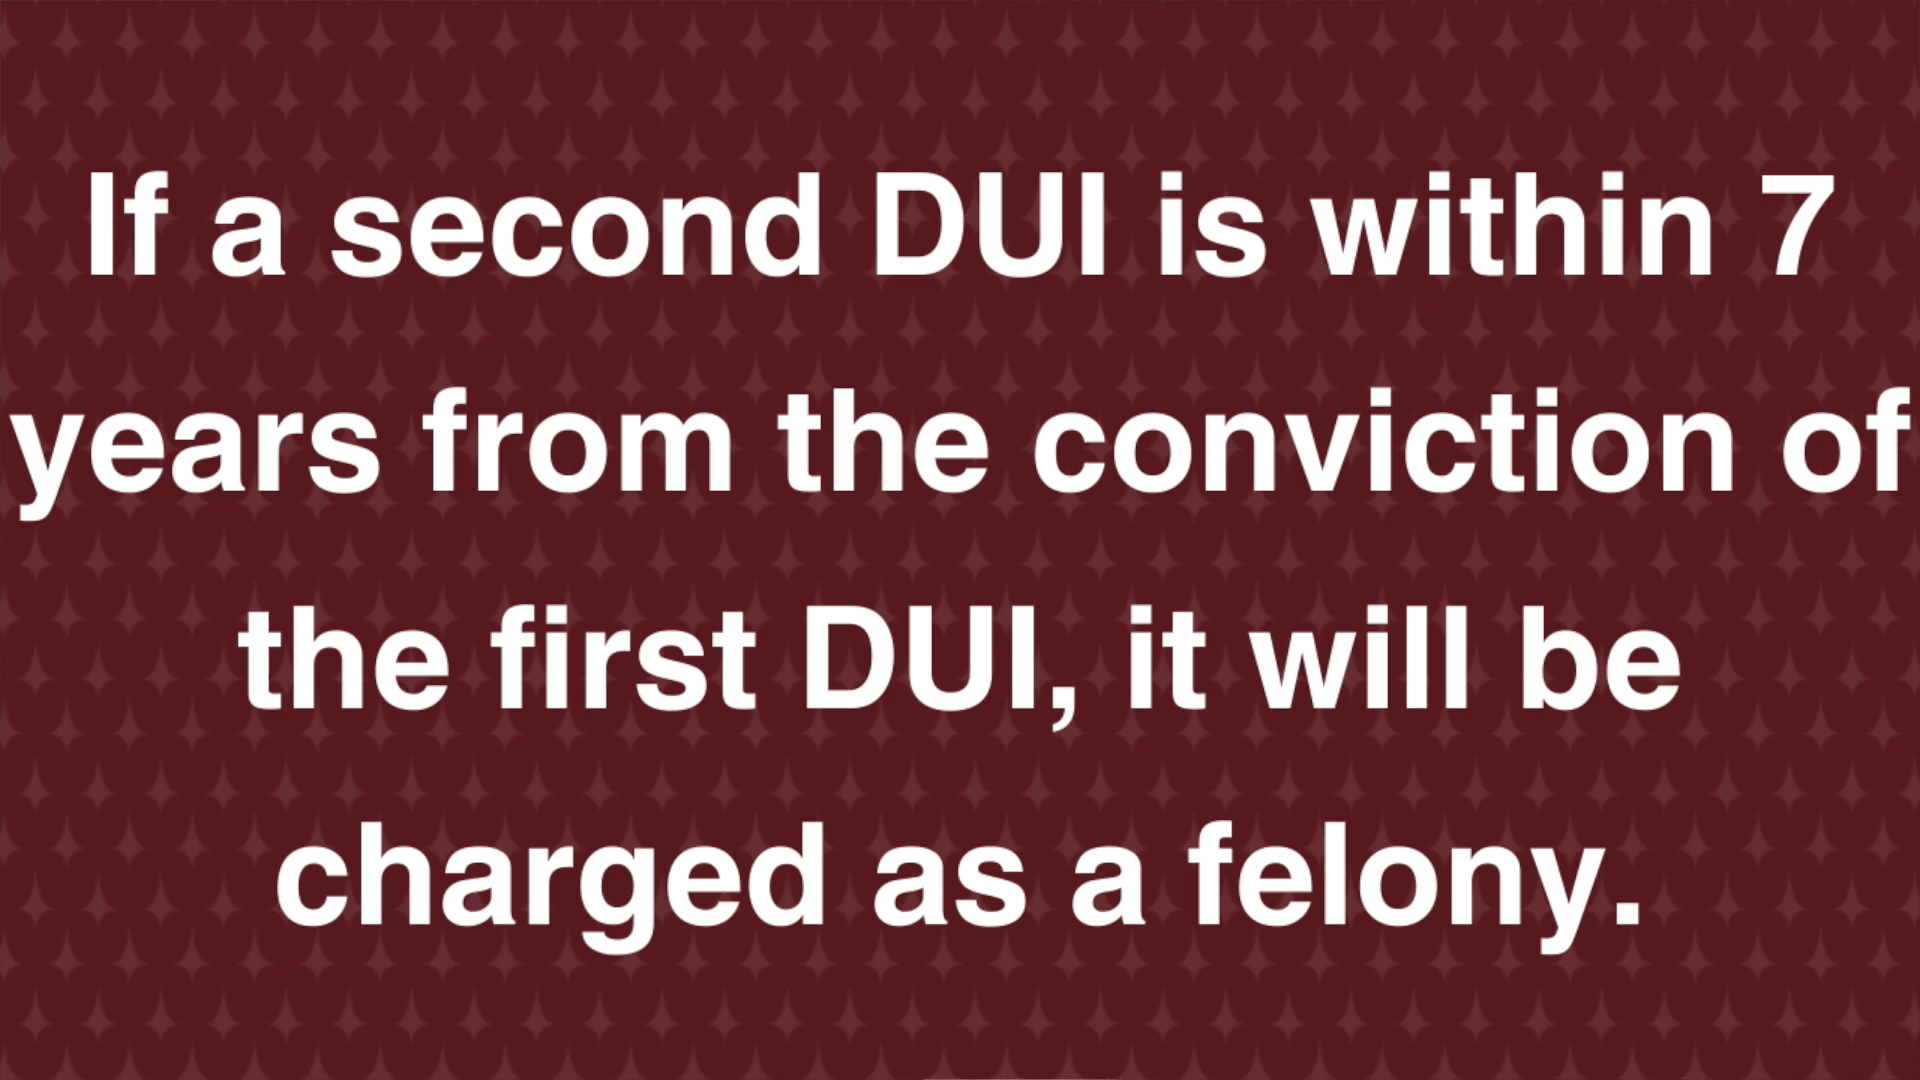 If a second DUI is within 7
years from the conviction of
the first DUI, it will be
charged as a felony.